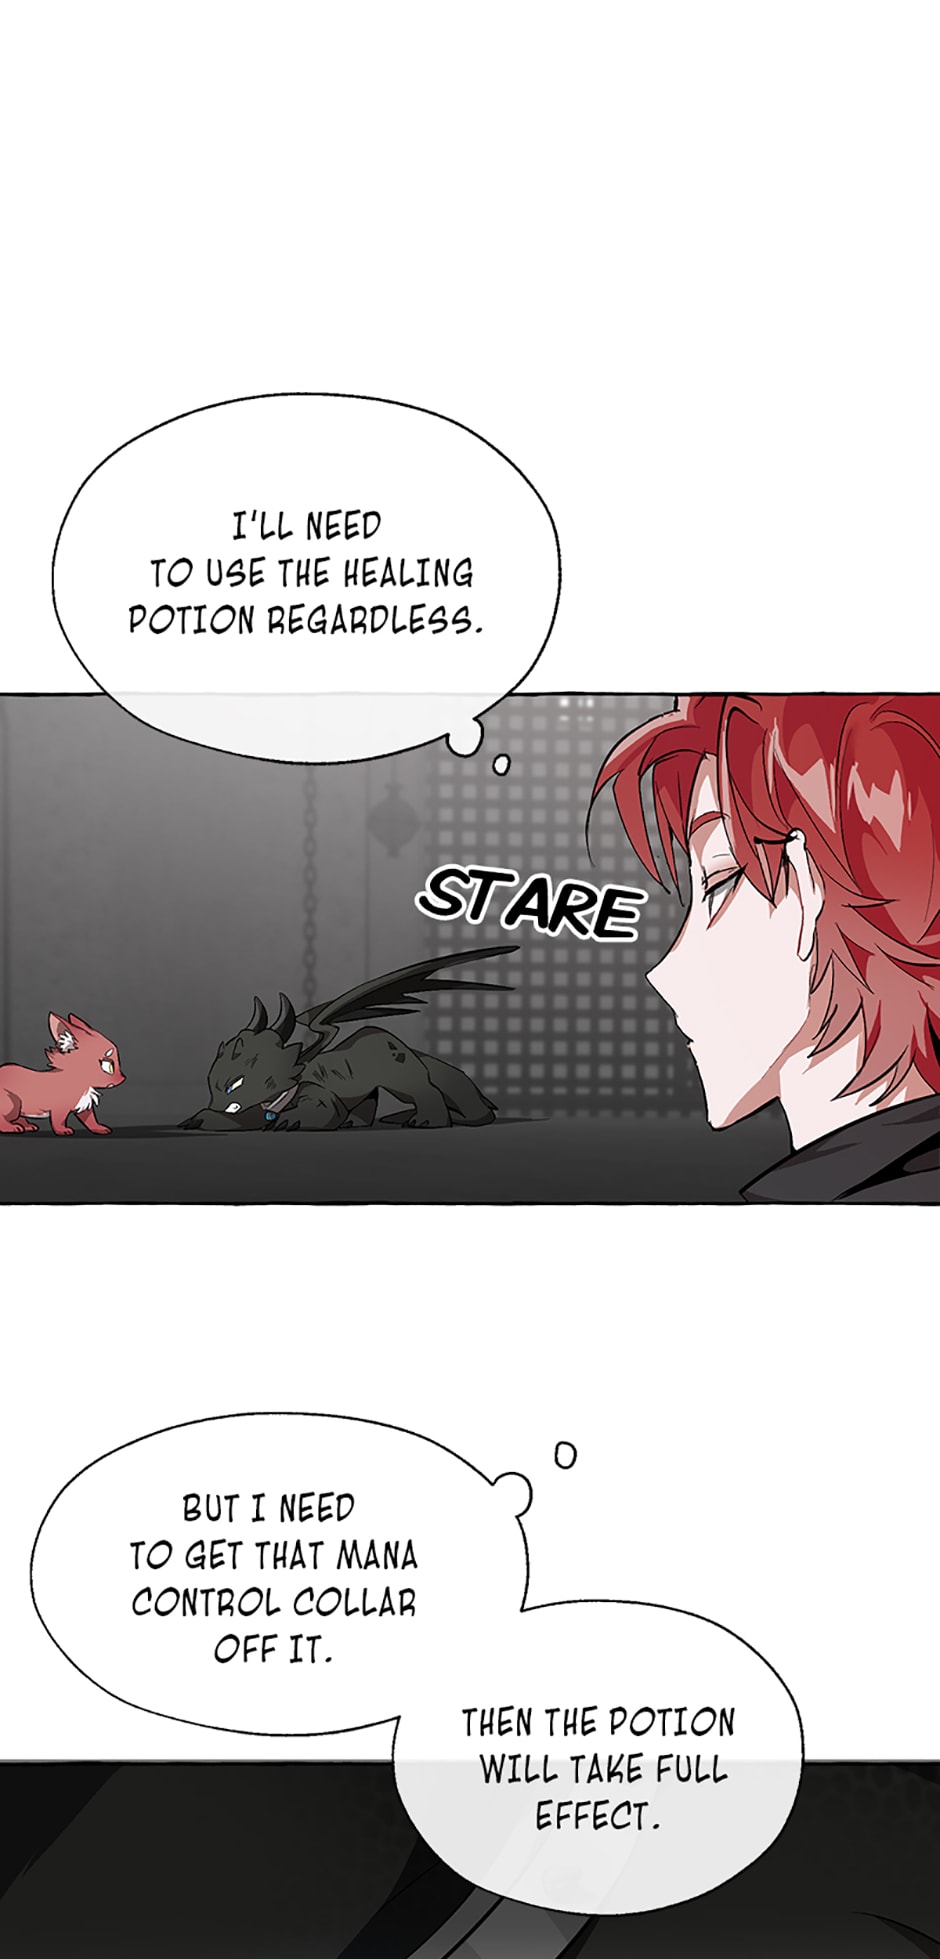 I'LL NEED
TO USE THE HEALING
POTION REGARDLESS.
STARE
BUT I NEED
TO GET THAT MANA
CONTROL COLLAR
OFF IT.
THEN THE POTION
WILL TAKE FULL
EFFECT.